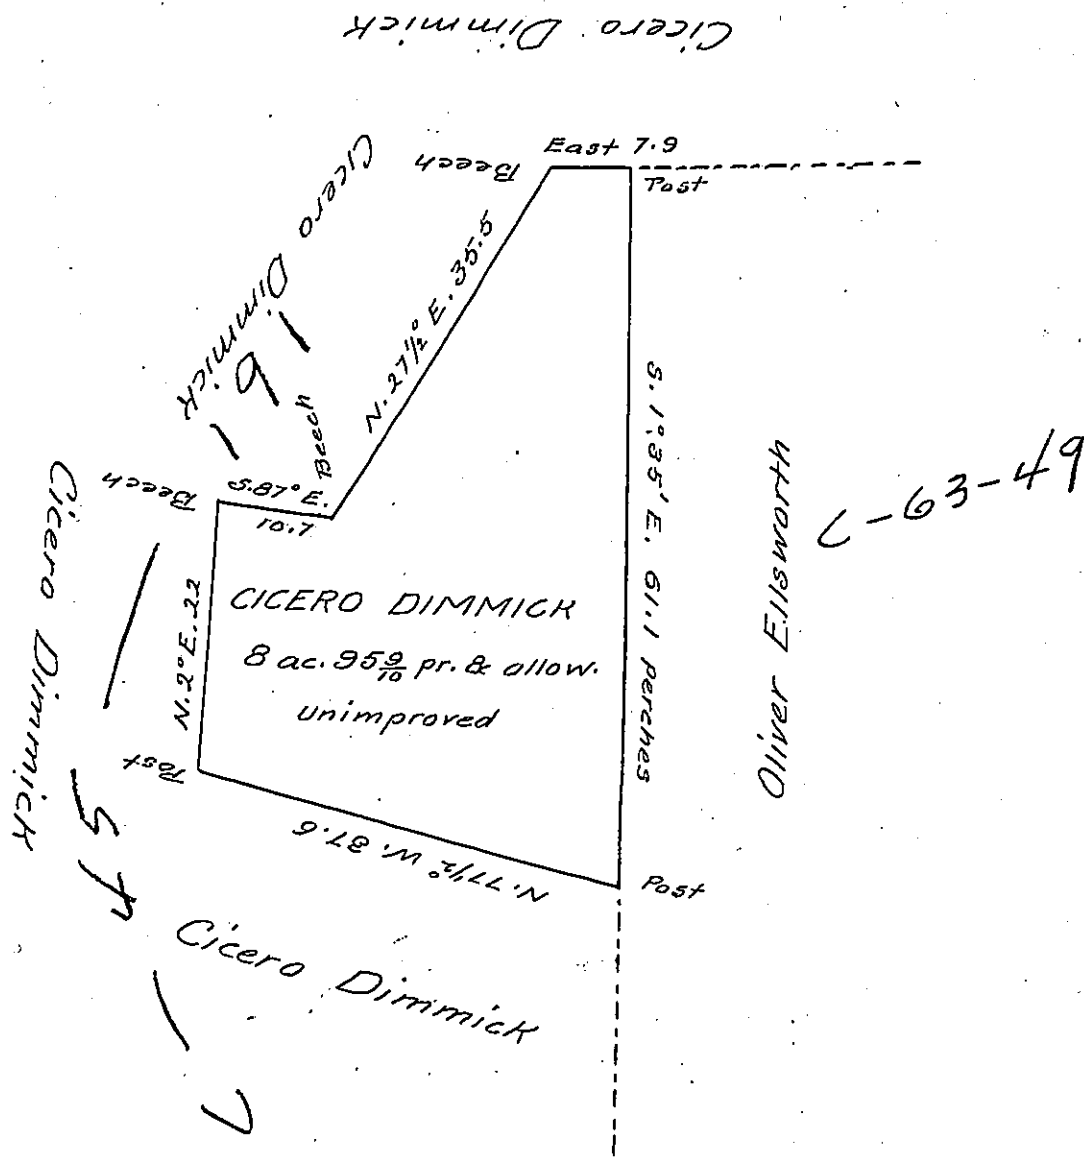 Cicero Dimmick
East 7.9
Beech
Post
Cicero Dimmick
N. 27½° E. 35.5
Beech
S. 87° E.
10.7
Beech
N. 2° E. 22
Cicero Dimmick
S. 1° 35' E. 61.1 perches
Oliver Ellsworth
C-63-49
CICERO DIMMICK
8 ac. 95 9/10 pr. & allow.
unimproved
Post
N. 77½° W. 37.6
Post
Cicero Dimmick